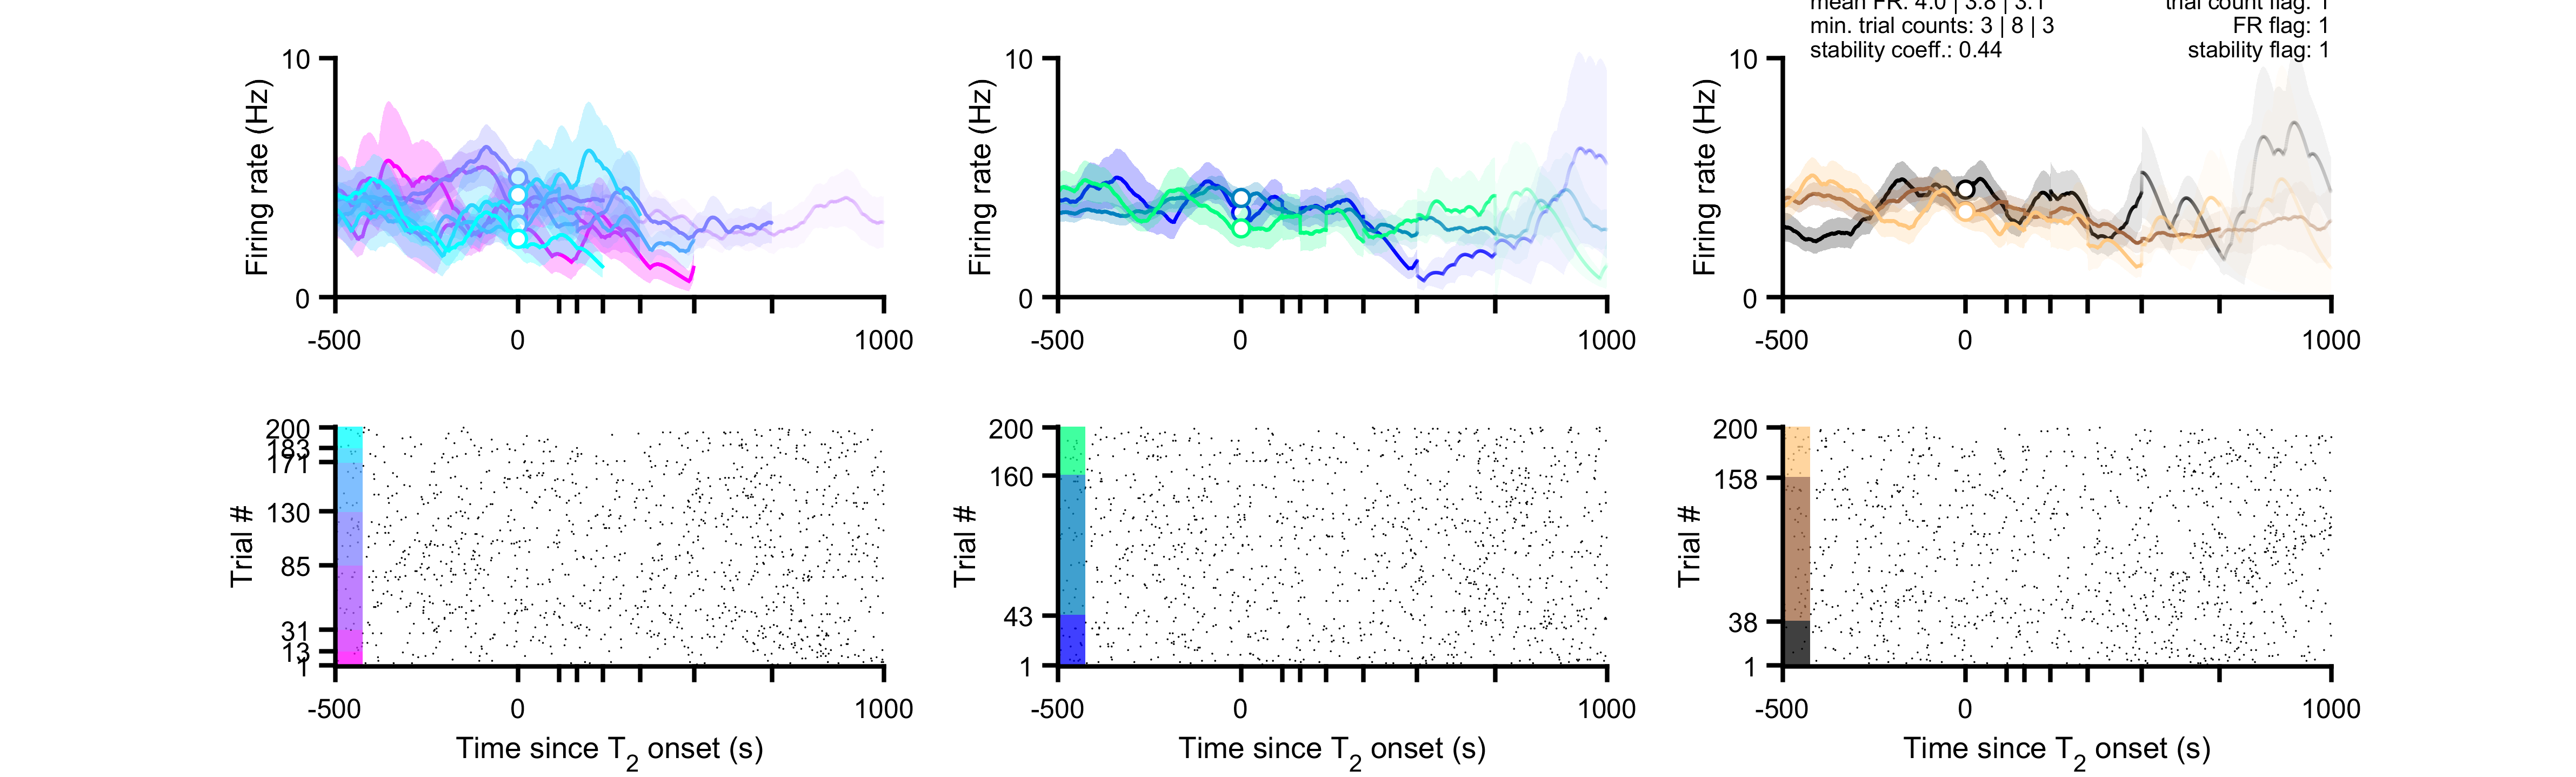 mean FR: 4.0 | 3.8 | 3.1
trial count flag: 1
min. trial counts: 3 | 8 | 3
FR flag: 1
stability coeff.: 0.44
stability flag: 1
10
Firing rate (Hz)
0
-500
0
1000
10
Firing rate (Hz)
0
-500
0
1000
10
Firing rate (Hz)
0
-500
0
1000
200
183
171
130
85
31
13
1
Trial #
-500
0
1000
Time since T2 onset (s)
200
160
43
1
Trial #
-500
0
1000
Time since T2 onset (s)
200
158
38
1
Trial #
-500
0
1000
Time since T2 onset (s)